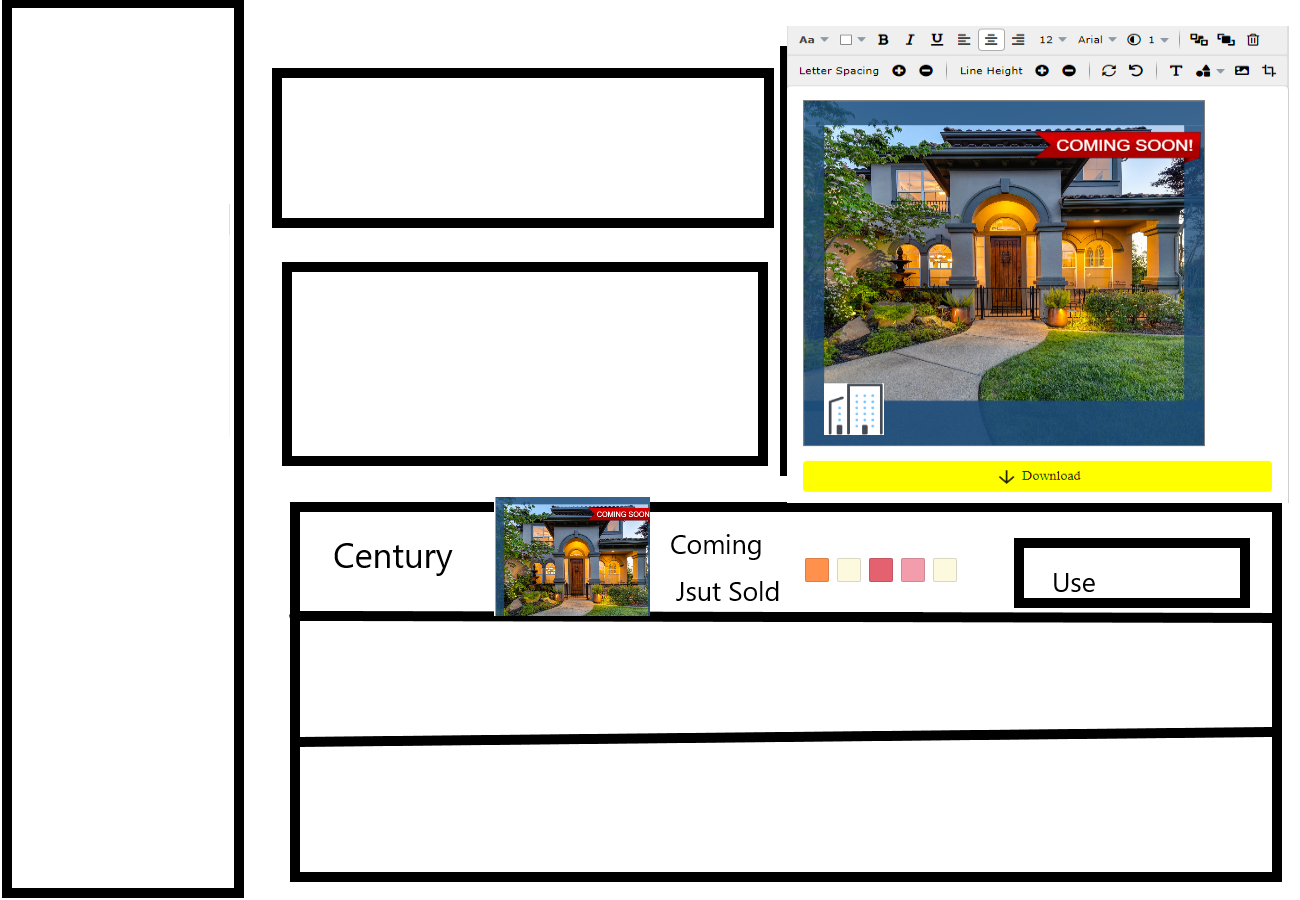 Aa B I U 12 Arial 1
Letter Spacing Line Height T
COMING SOON!
Download
COMING SOON
Century
Coming
Jsut Sold
Use